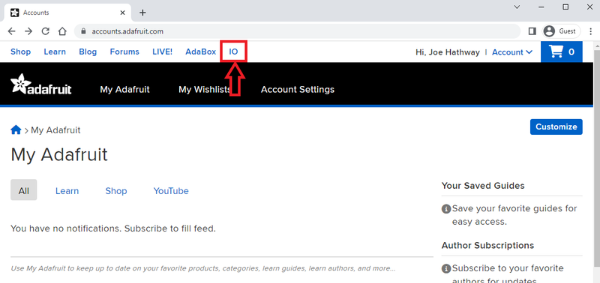 Accounts
accounts.adafruit.com
Guest
Shop Learn Blog Forums LIVE! AdaBox IO
Hi, Joe Hathway | Account
0
adafruit
My Adafruit My Wishlists Account Settings
> My Adafruit
Customize
My Adafruit
All Learn Shop YouTube
You have no notifications. Subscribe to fill feed.
Use My Adafruit to keep up to date on your favorite products, categories, learn guides, learn authors, and more...
Your Saved Guides
Save your favorite guides for
easy access.
Author Subscriptions
Subscribe to your favorite
authors for updates.